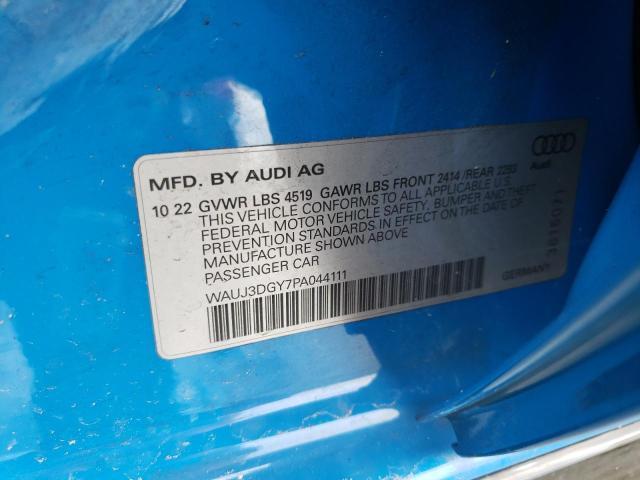 MFD. BY AUDI AG
Audi
10 22 GVWR LBS 4519 GAWR LBS FRONT 2414 /REAR 2293
THIS VEHICLE CONFORMS TO ALL APPLICABLE U.S.
FEDERAL MOTOR VEHICLE SAFETY, BUMPER AND THEFT
PREVENTION STANDARDS IN EFFECT ON THE DATE OF
MANUFACTURE SHOWN ABOVE
PASSENGER CAR
WAUJ3DGY7PA044111
GERMANY
3616071